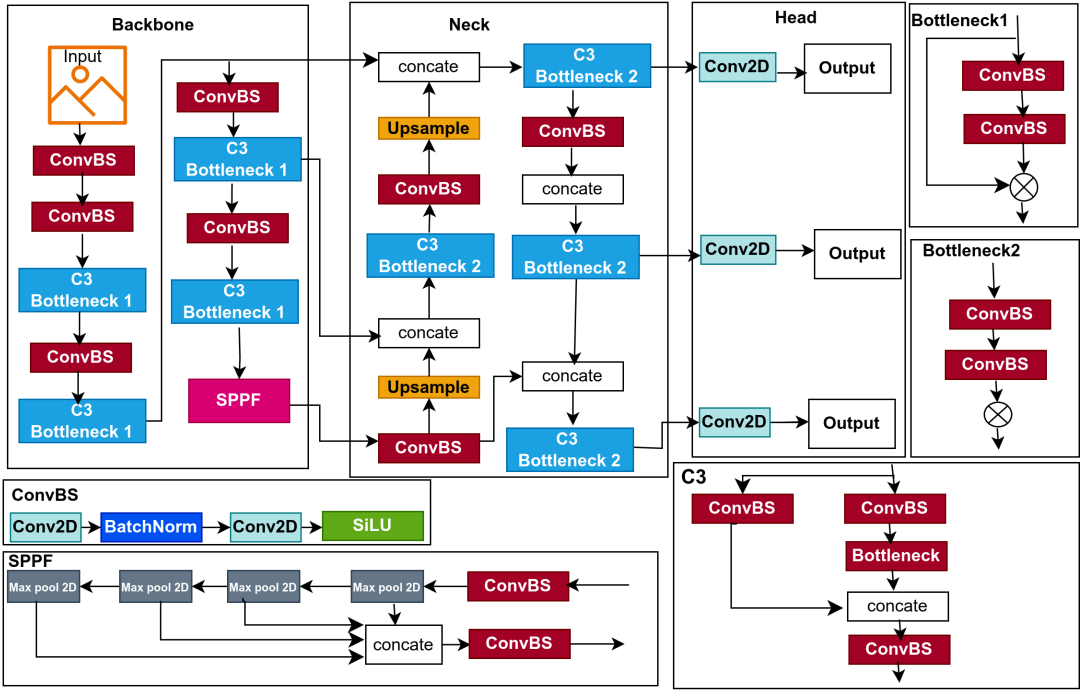 Backbone
Input
ConvBS
ConvBS
C3
Bottleneck 1
ConvBS
C3
Bottleneck 1
ConvBS
C3
Bottleneck 1
ConvBS
C3
Bottleneck 1
SPPF
Neck
concate
Upsample
ConvBS
C3
Bottleneck 2
concate
Upsample
ConvBS
C3
Bottleneck 2
ConvBS
concate
C3
Bottleneck 2
concate
C3
Bottleneck 2
Head
Conv2D
Output
Conv2D
Output
Conv2D
Output
Bottleneck1
ConvBS
ConvBS
Bottleneck2
ConvBS
ConvBS
ConvBS
Conv2D
BatchNorm
Conv2D
SiLU
SPPF
Max pool 2D
Max pool 2D
Max pool 2D
Max pool 2D
ConvBS
concate
ConvBS
C3
ConvBS
ConvBS
Bottleneck
concate
ConvBS